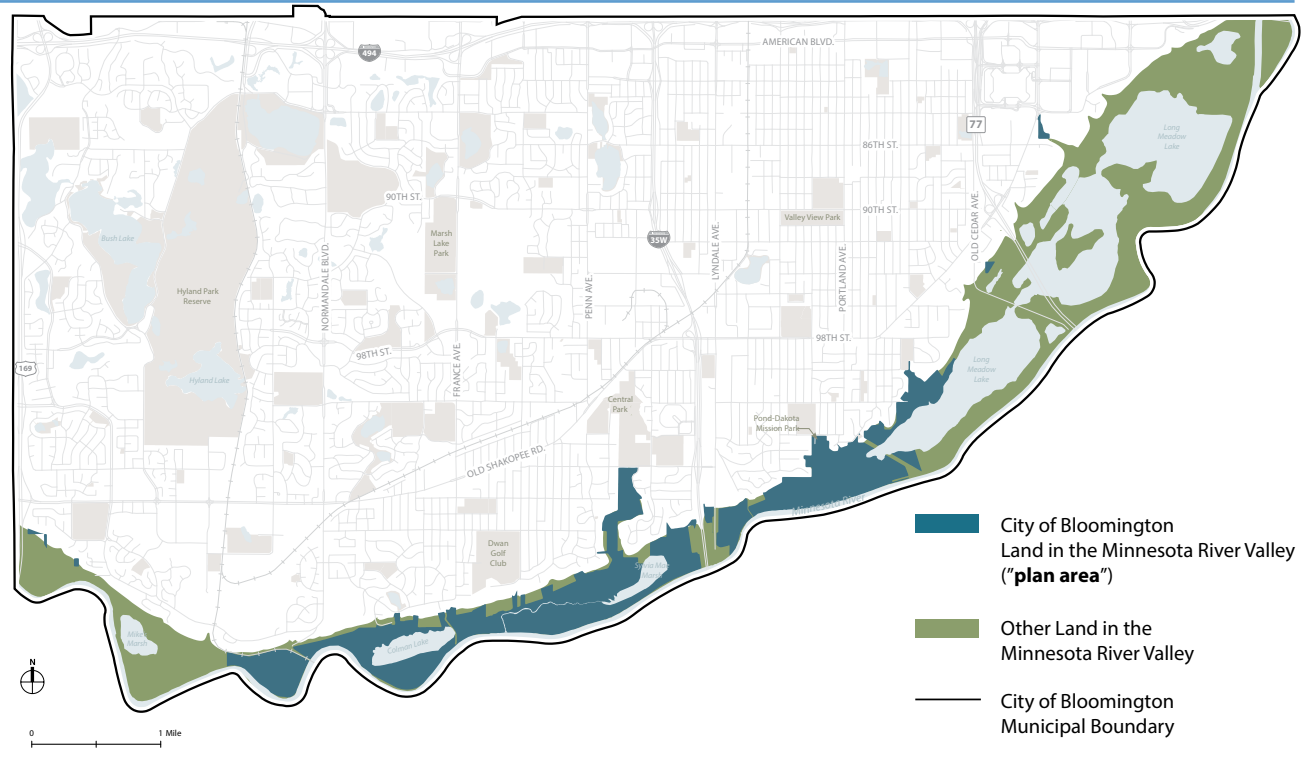 AMERICAN BLVD.
494
77
Long
Meadow
Lake
86TH ST.
90TH ST.
90TH ST.
Valley View Park
OLD CEDAR AVE.
Marsh
Lake
Park
35W
LYNDALE AVE.
PORTLAND AVE.
Bush Lake
NORMANDALE BLVD.
PENN AVE.
Hyland Park
Reserve
98TH ST.
98TH ST.
FRANCE AVE.
169
Hyland Lake
Long
Meadow
Lake
Central
Park
Pond-Dakota
Mission Park
OLD SHAKOPEE RD.
Minnesota River
Dwan
Golf
Club
Marsh
Colman Lake
Marsh
City of Bloomington
Land in the Minnesota River Valley
("plan area")
Other Land in the
Minnesota River Valley
City of Bloomington
Municipal Boundary
N
0 1 Mile